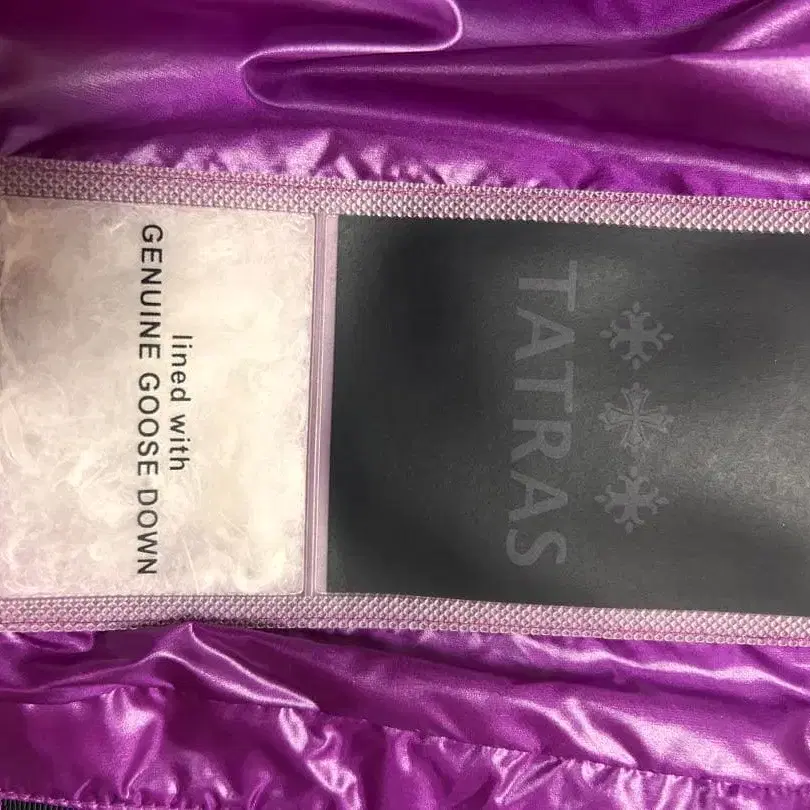 TATRAS
lined with
GENUINE GOOSE DOWN